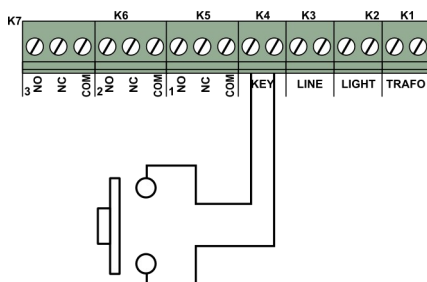 K7 K6 K5 K4 K3 K2 K1
3 NO NC COM 2 NO NC COM 1 NO NC COM KEY LINE LIGHT TRAFO